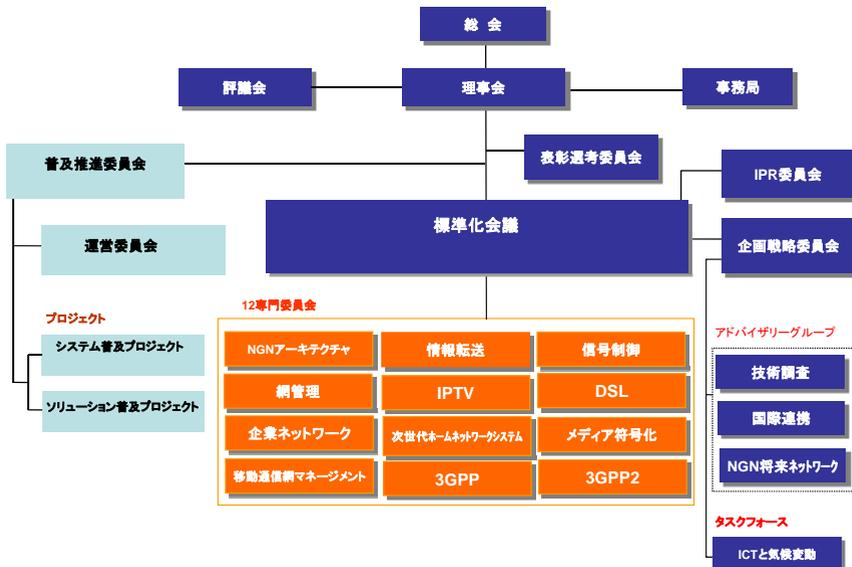 総 会
評議会
理事会
事務局
普及推進委員会
表彰選考委員会
IPR委員会
標準化会議
運営委員会
企画戦略委員会
12専門委員会
プロジェクト
システム普及プロジェクト
ソリューション普及プロジェクト
NGNアーキテクチャ
情報転送
信号制御
網管理
IPTV
DSL
企業ネットワーク
次世代ホームネットワークシステム
メディア符号化
移動通信網マネージメント
3GPP
3GPP2
アドバイザリーグループ
技術調査
国際連携
NGN将来ネットワーク
タスクフォース
ICTと気候変動